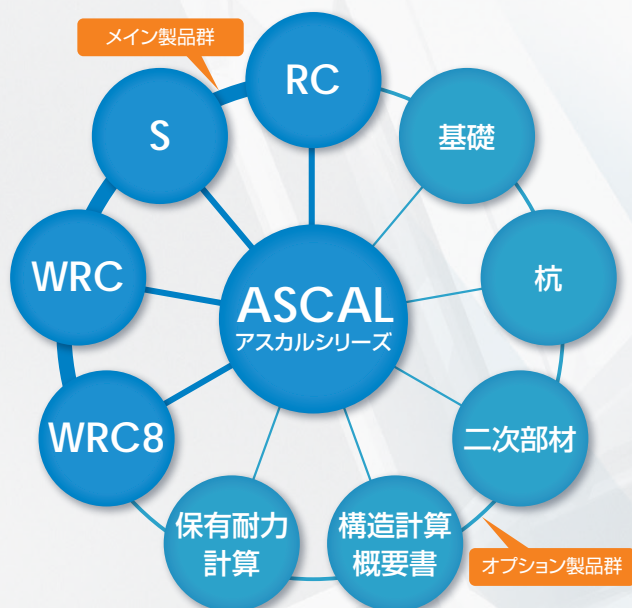 メイン製品群
RC
S
基礎
WRC
杭
ASCAL
アスカルシリーズ
WRC8
二次部材
保有耐力
計算
構造計算
概要書
オプション製品群